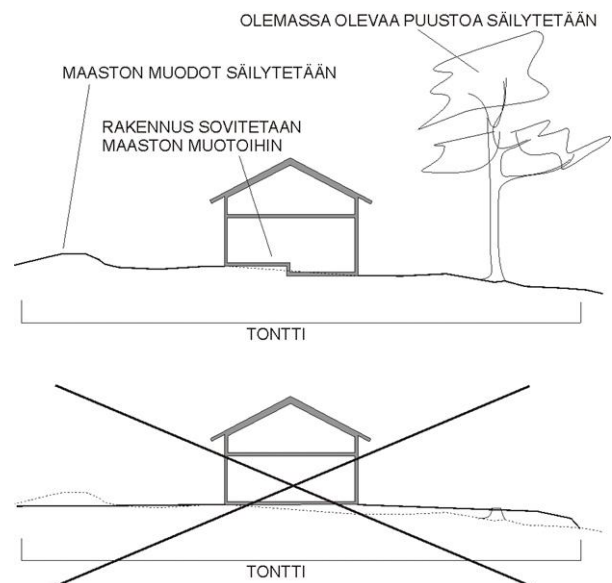 OLEMASSA OLEVAA PUUSTOA SÄILYTETÄÄN
MAASTON MUODOT SÄILYTETÄÄN
RAKENNUS SOVITETAAN
MAASTON MUOTOIHIN
TONTTI
TONTTI